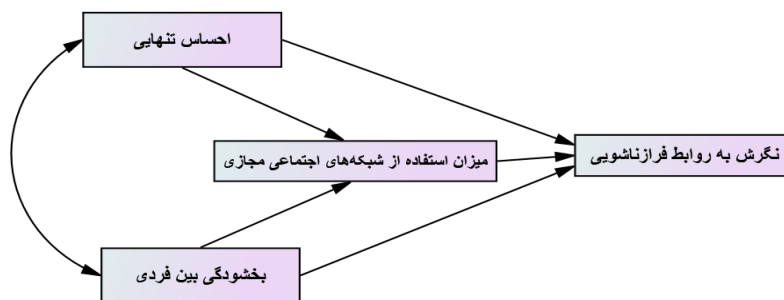 احساس تنهایی
میزان استفاده از شبکه‌های اجتماعی مجازی
نگرش به روابط فرازناشویی
بخشودگی بین فردی